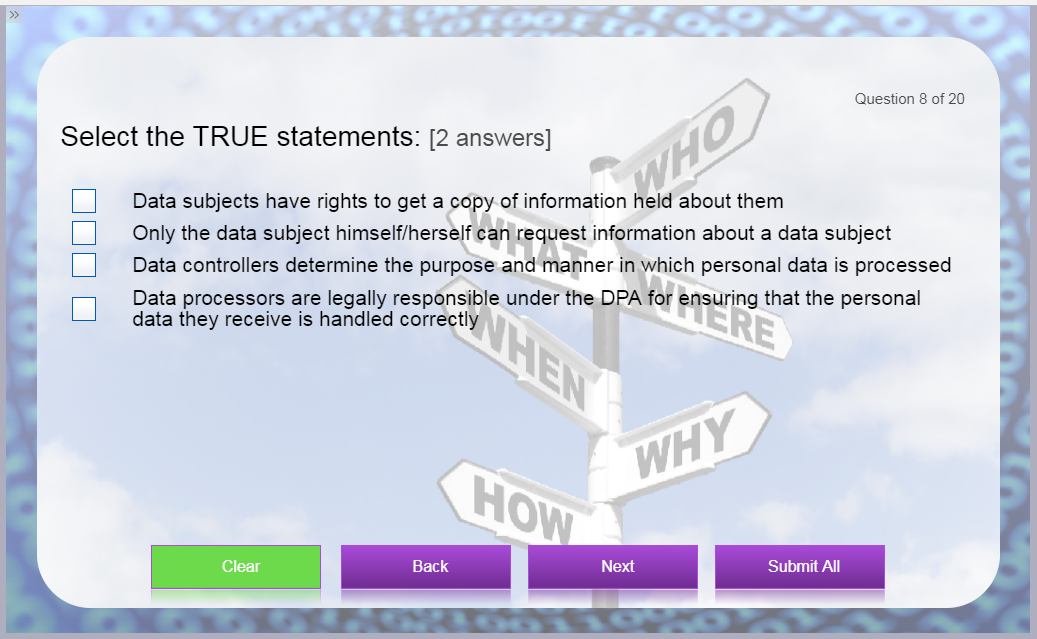 »
Question 8 of 20
Select the TRUE statements: [2 answers]
Data subjects have rights to get a copy of information held about them
Only the data subject himself/herself can request information about a data subject
Data controllers determine the purpose and manner in which personal data is processed
Data processors are legally responsible under the DPA for ensuring that the personal
data they receive is handled correctly
WHO
WHAT
WHERE
WHEN
WHY
HOW
Clear
Back
Next
Submit All